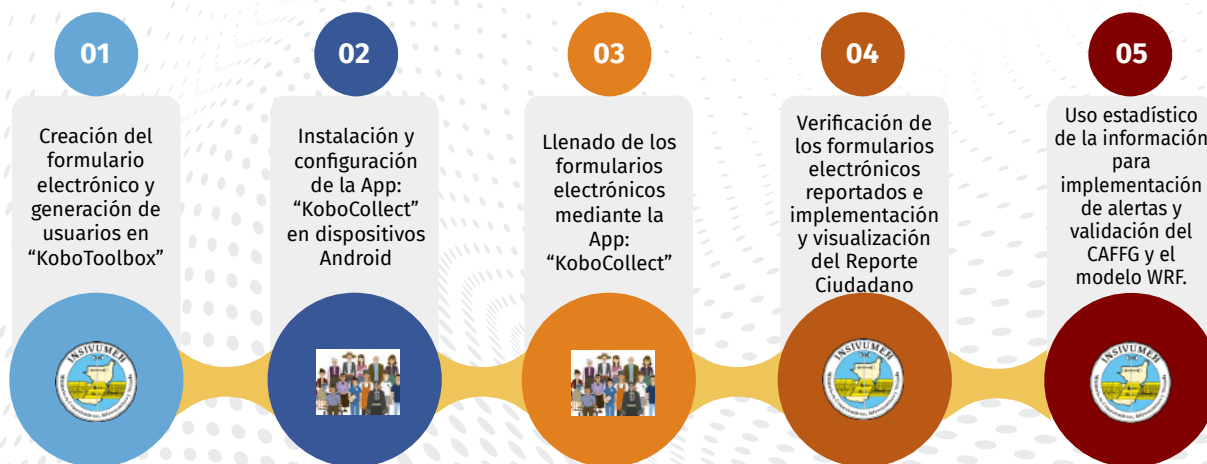 01
Creación del
formulario
electrónico y
generación de
usuarios en
“KoboToolbox”
INSIVUMEH
02
Instalación y
configuración
de la App:
“KoboCollect”
en dispositivos
Android
03
Llenado de los
formularios
electrónicos
mediante la
App:
“KoboCollect”
04
Verificación de
los formularios
electrónicos
reportados e
implementación
y visualización
del Reporte
Ciudadano
INSIVUMEH
05
Uso estadístico
de la información
para
implementación
de alertas y
validación del
CAFFG y el
modelo WRF.
INSIVUMEH